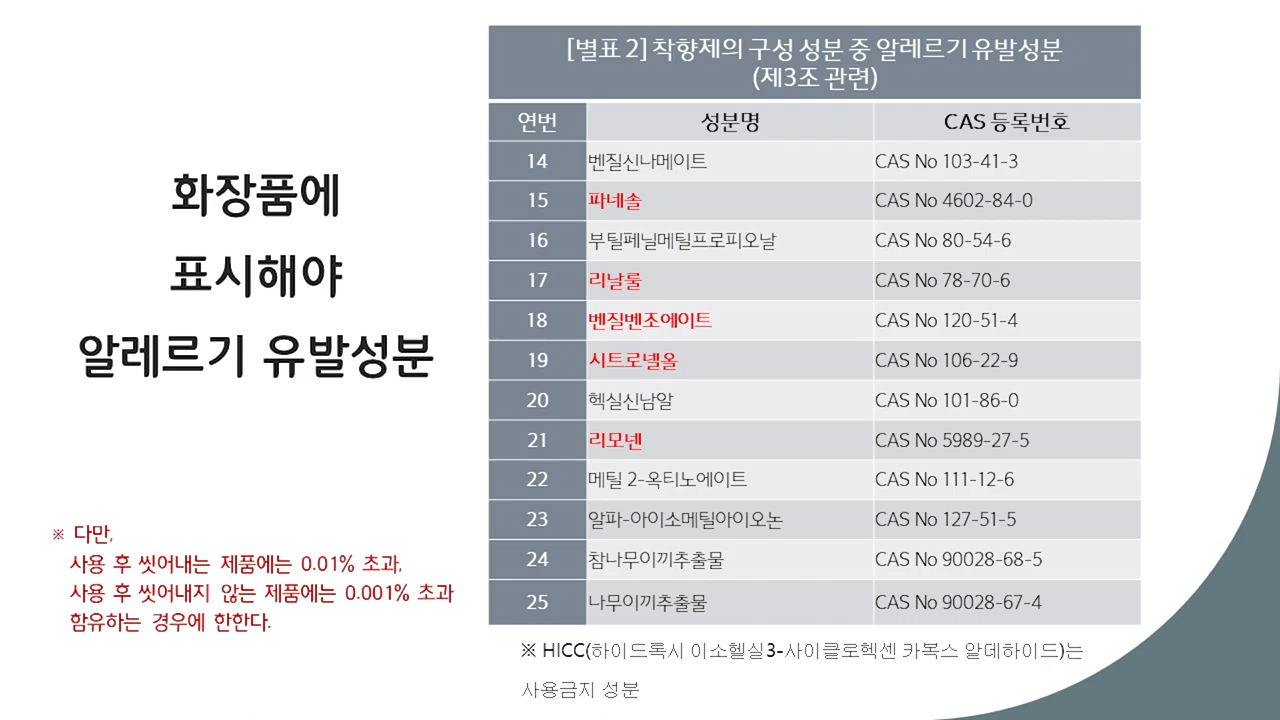 화장품에
표시해야
알레르기 유발성분
※ 다만,
사용 후 씻어내는 제품에는 0.01% 초과,
사용 후 씻어내지 않는 제품에는 0.001% 초과
함유하는 경우에 한한다.
[별표 2] 착향제의 구성 성분 중 알레르기 유발성분
(제3조 관련)
연번 성분명 CAS 등록번호
14 벤질신나메이트 CAS No 103-41-3
15 파네솔 CAS No 4602-84-0
16 부틸페닐메틸프로피오날 CAS No 80-54-6
17 리날룰 CAS No 78-70-6
18 벤질벤조에이트 CAS No 120-51-4
19 시트로넬올 CAS No 106-22-9
20 헥실신남알 CAS No 101-86-0
21 리모넨 CAS No 5989-27-5
22 메틸 2-옥티노에이트 CAS No 111-12-6
23 알파-아이소메틸아이오논 CAS No 127-51-5
24 참나무이끼추출물 CAS No 90028-68-5
25 나무이끼추출물 CAS No 90028-67-4
※ HICC(하이드록시 이소헬실3-사이클로헥센 카복스 알데하이드)는
사용금지 성분